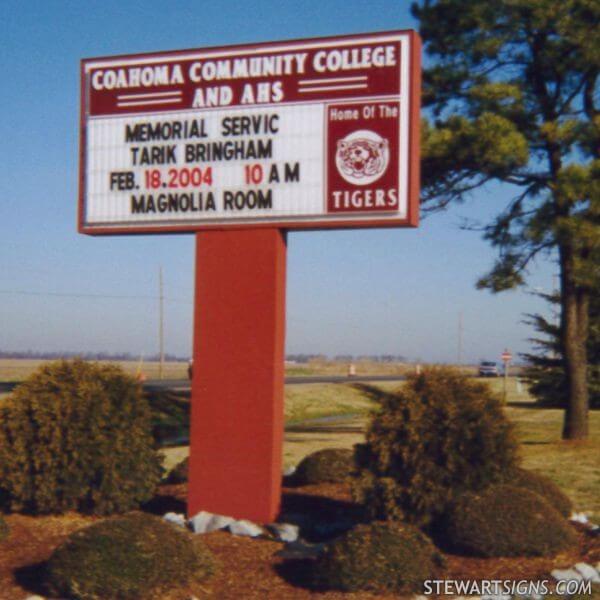 COAHOMA COMMUNITY COLLEGE
AND AHS
MEMORIAL SERVIC
TARIK BRINGHAM
FEB. 18.2004 10 AM
MAGNOLIA ROOM
Home Of The
TIGERS
STEWARTSIGNS.COM